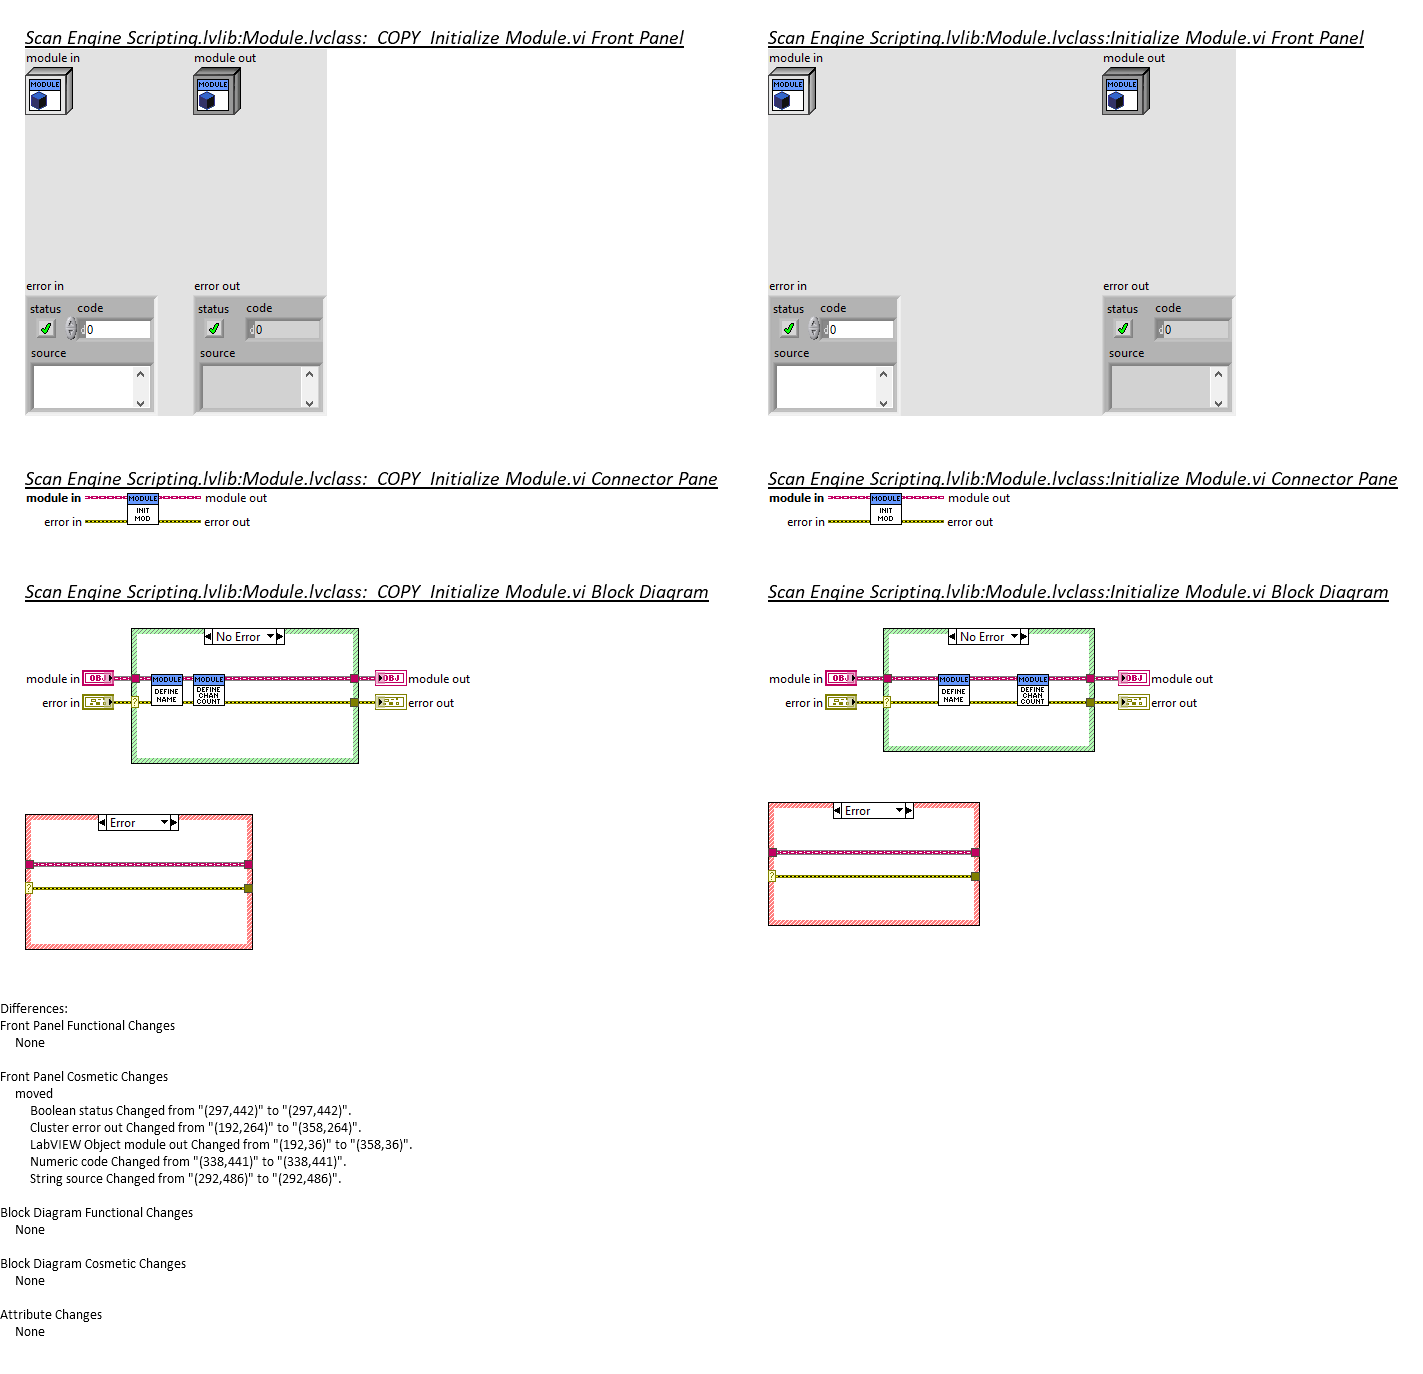 Scan Engine Scripting.lvlib:Module.lvclass:_COPY_Initialize Module.vi Front Panel
module in
module out
MODULE
MODULE
error in
error out
status
code
status
code
0
0
source
source
Scan Engine Scripting.lvlib:Module.lvclass:Initialize Module.vi Front Panel
module in
module out
MODULE
MODULE
error in
error out
status
code
status
code
0
0
source
source
Scan Engine Scripting.lvlib:Module.lvclass:_COPY_Initialize Module.vi Connector Pane
module in
MODULE
module out
INIT
MOD
error in
error out
Scan Engine Scripting.lvlib:Module.lvclass:Initialize Module.vi Connector Pane
module in
MODULE
module out
INIT
MOD
error in
error out
Scan Engine Scripting.lvlib:Module.lvclass:_COPY_Initialize Module.vi Block Diagram
No Error
module in
OBJ
MODULE
DEFINE
NAME
MODULE
DEFINE
CHAN
COUNT
OBJ
module out
error in
?
error out
Error
?
Scan Engine Scripting.lvlib:Module.lvclass:Initialize Module.vi Block Diagram
No Error
module in
OBJ
MODULE
DEFINE
NAME
MODULE
DEFINE
CHAN
COUNT
OBJ
module out
error in
?
error out
Error
?
Differences:
Front Panel Functional Changes
None
Front Panel Cosmetic Changes
moved
Boolean status Changed from "(297,442)" to "(297,442)".
Cluster error out Changed from "(192,264)" to "(358,264)".
LabVIEW Object module out Changed from "(192,36)" to "(358,36)".
Numeric code Changed from "(338,441)" to "(338,441)".
String source Changed from "(292,486)" to "(292,486)".
Block Diagram Functional Changes
None
Block Diagram Cosmetic Changes
None
Attribute Changes
None